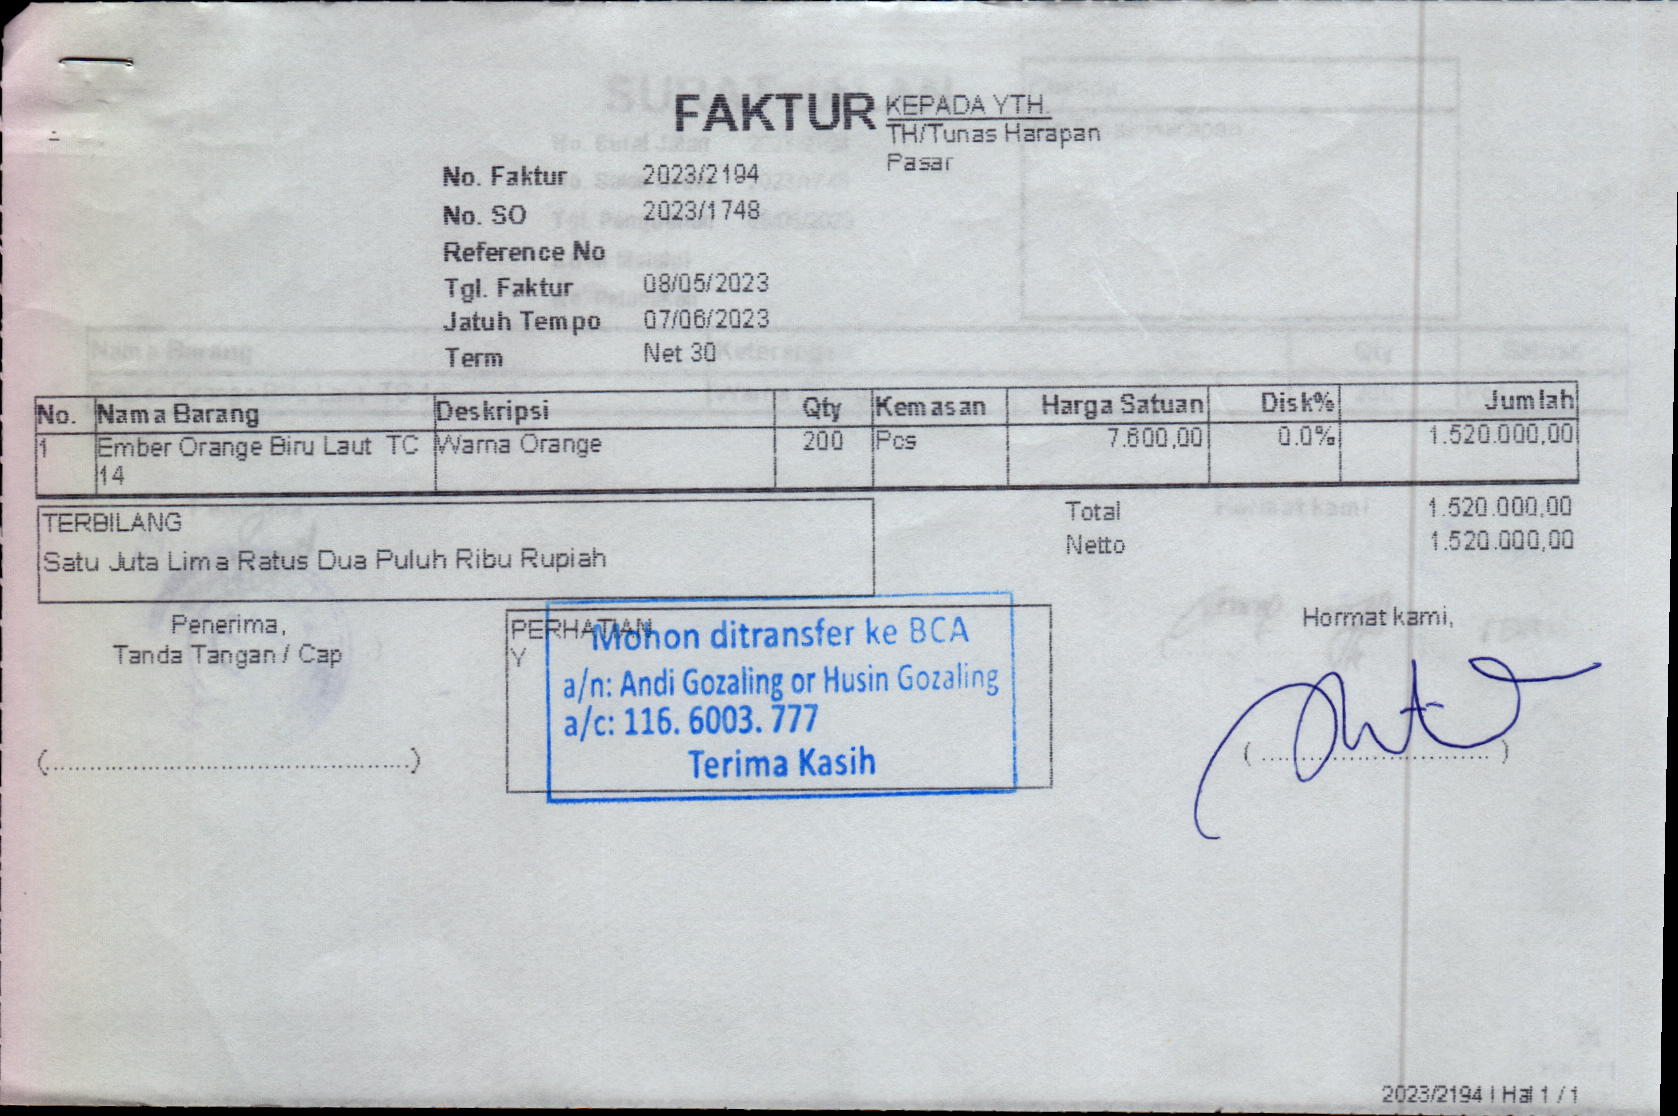 FAKTUR
KEPADA YTH.
TH/Tunas Harapan
Pasar
No. Faktur 2023/2194
No. SO 2023/1748
Reference No
Tgl. Faktur 08/05/2023
Jatuh Tempo 07/06/2023
Term Net 30
No. Nama Barang Deskripsi Qty Kemasan Harga Satuan Disk% Jumlah
1 Ember Orange Biru Laut TC Warna Orange 200 Pcs 7.600,00 0.0% 1.520.000,00
14
TERBILANG
Satu Juta Lima Ratus Dua Puluh Ribu Rupiah
Total 1.520.000,00
Netto 1.520.000,00
Penerima,
Tanda Tangan / Cap
(............................................)
PERHATIAN
Y
Mohon ditransfer ke BCA
a/n: Andi Gozaling or Husin Gozaling
a/c: 116. 6003. 777
Terima Kasih
Hormat kami,
(............................)
2023/2194 | Hal 1 / 1